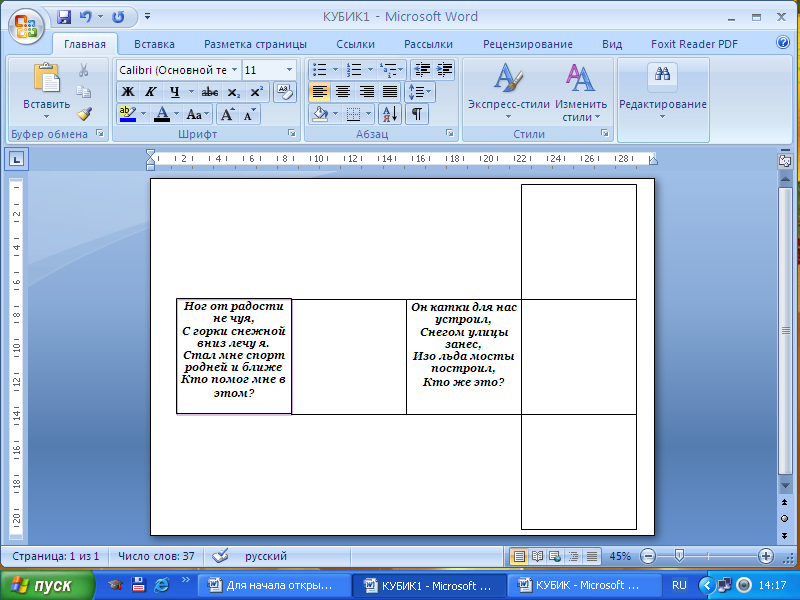 КУБИК1 - Microsoft Word
Главная Вставка Разметка страницы Ссылки Рассылки Рецензирование Вид Foxit Reader PDF
Calibri (Основной те 11
Вставить
Ж К Ч abc x₂ x²
Aa А А
Экспресс-стили Изменить стили Редактирование
Буфер обмена Шрифт Абзац Стили
2 4 6 8 10 12 14 16 18 20 22 24 26 28
2 4 6 8 10 12 14 16 18 20
Ног от радости
не чуя,
С горки снежной
вниз лечу я.
Стал мне спорт
родней и ближе
Кто помог мне в
этом?
Он катки для нас
устроил,
Снегом улицы
занес,
Изо льда мосты
построил,
Кто же это?
Страница: 1 из 1 Число слов: 37 русский 45%
пуск Для начала откры... КУБИК1 - Microsoft ... КУБИК - Microsoft ... RU 14:17